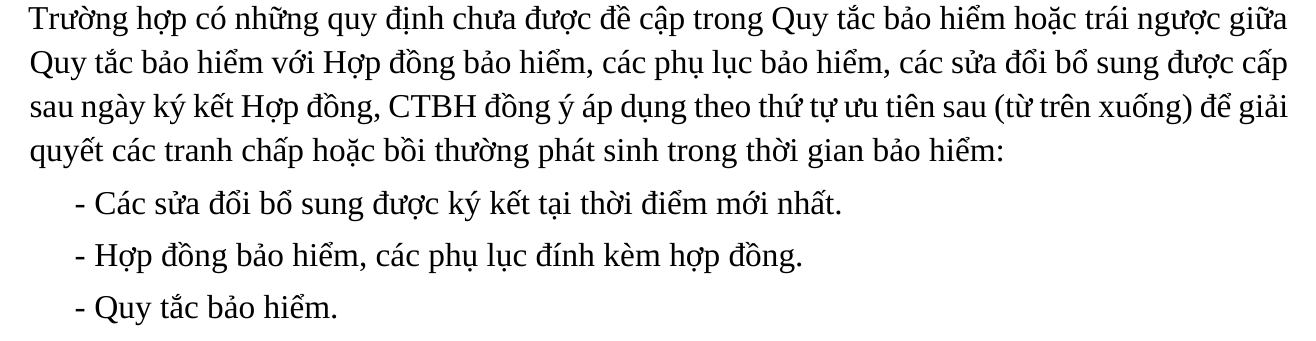 Trường hợp có những quy định chưa được đề cập trong Quy tắc bảo hiểm hoặc trái ngược giữa
Quy tắc bảo hiểm với Hợp đồng bảo hiểm, các phụ lục bảo hiểm, các sửa đổi bổ sung được cấp
sau ngày ký kết Hợp đồng, CTBH đồng ý áp dụng theo thứ tự ưu tiên sau (từ trên xuống) để giải
quyết các tranh chấp hoặc bồi thường phát sinh trong thời gian bảo hiểm:
- Các sửa đổi bổ sung được ký kết tại thời điểm mới nhất.
- Hợp đồng bảo hiểm, các phụ lục đính kèm hợp đồng.
- Quy tắc bảo hiểm.